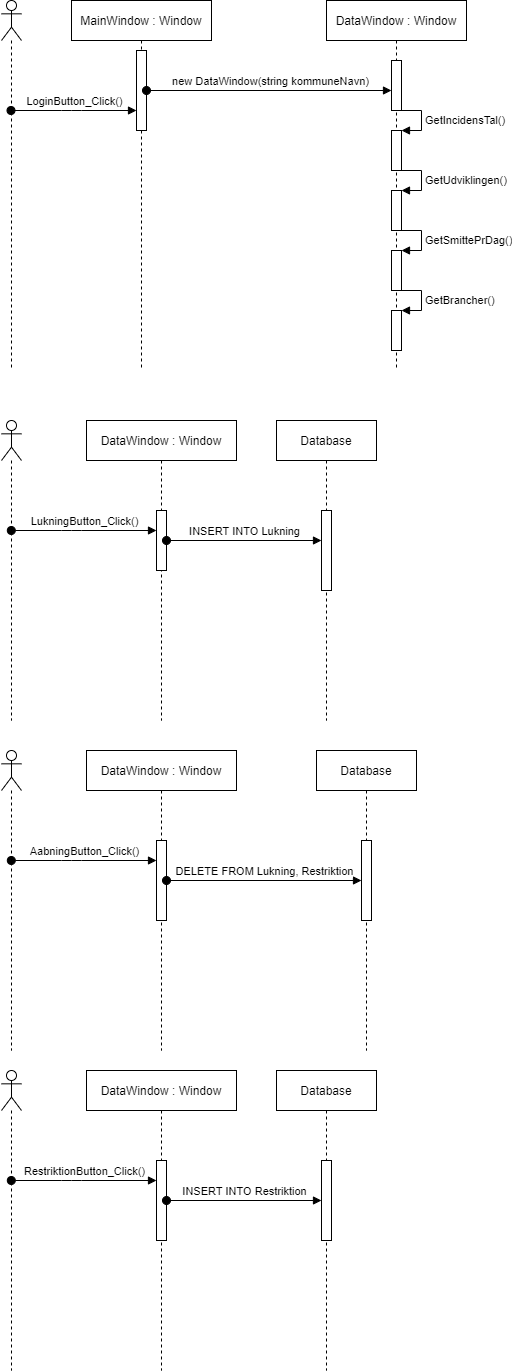 MainWindow : Window
DataWindow : Window
new DataWindow(string kommuneNavn)
LoginButton_Click()
GetIncidensTal()
GetUdviklingen()
GetSmittePrDag()
GetBrancher()
DataWindow : Window
Database
LukningButton_Click()
INSERT INTO Lukning
DataWindow : Window
Database
AabningButton_Click()
DELETE FROM Lukning, Restriktion
DataWindow : Window
Database
RestriktionButton_Click()
INSERT INTO Restriktion